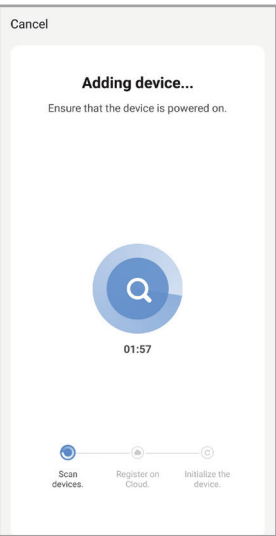 Cancel
Adding device...
Ensure that the device is powered on.
01:57
Scan
devices.
Register on
Cloud.
Initialize the
device.